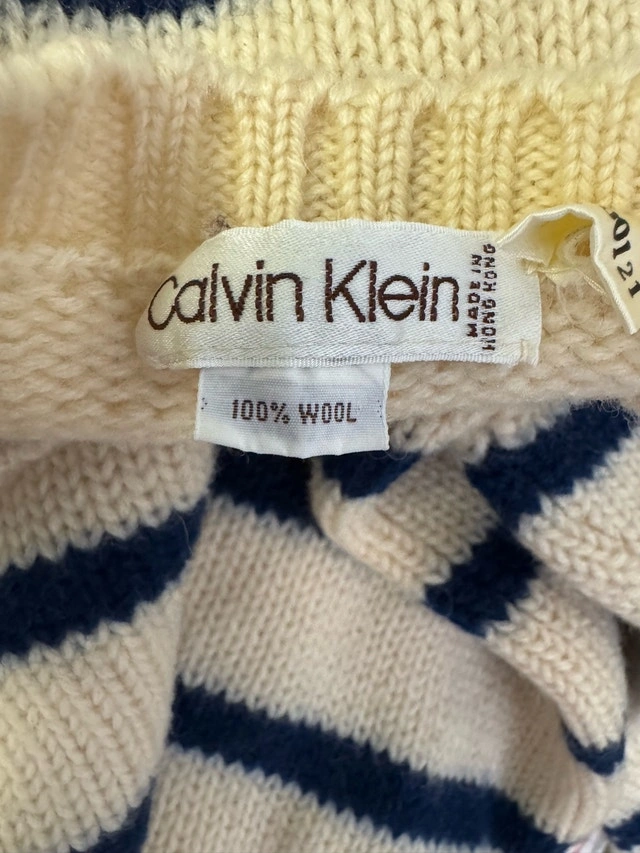 Calvin Klein
MADE IN
HONG KONG
100% WOOL